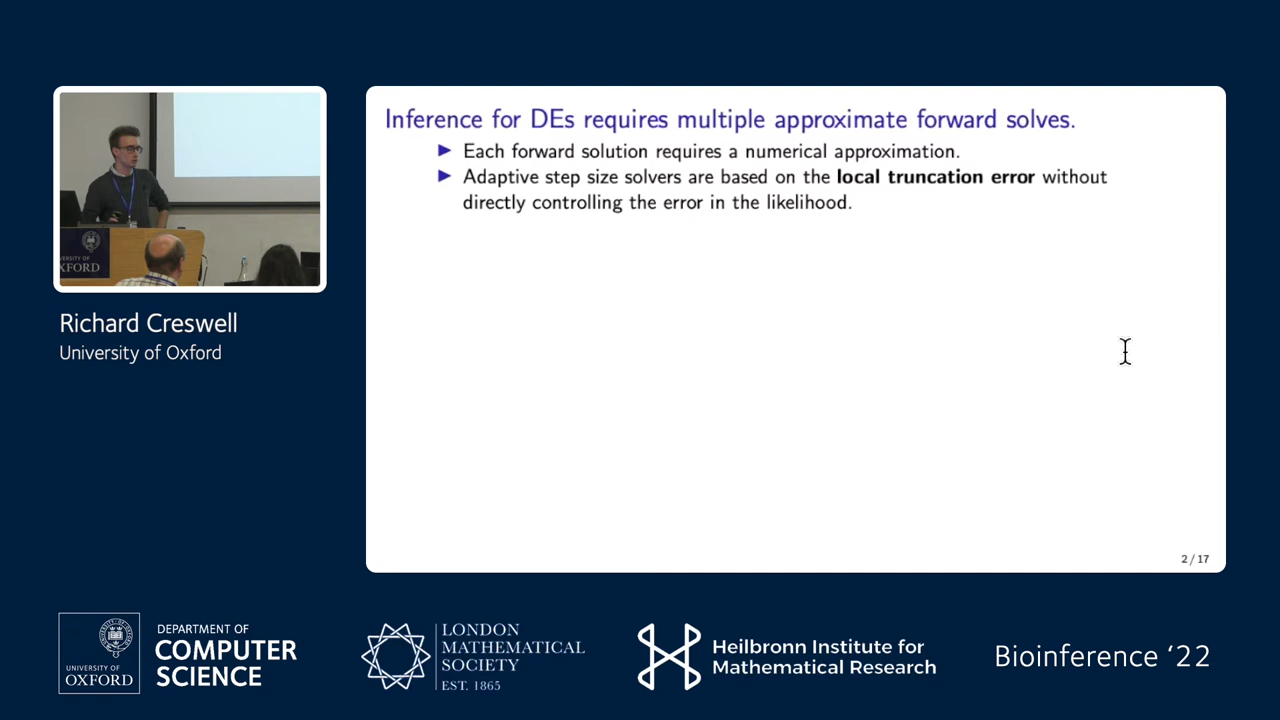 Inference for DEs requires multiple approximate forward solves.
▶ Each forward solution requires a numerical approximation.
▶ Adaptive step size solvers are based on the local truncation error without
directly controlling the error in the likelihood.
2 / 17
VERSITY OF
XFORD
Richard Creswell
University of Oxford
UNIVERSITY OF
OXFORD
DEPARTMENT OF
COMPUTER
SCIENCE
LONDON
MATHEMATICAL
SOCIETY
EST. 1865
Heilbronn Institute for
Mathematical Research
Bioinference ‘22